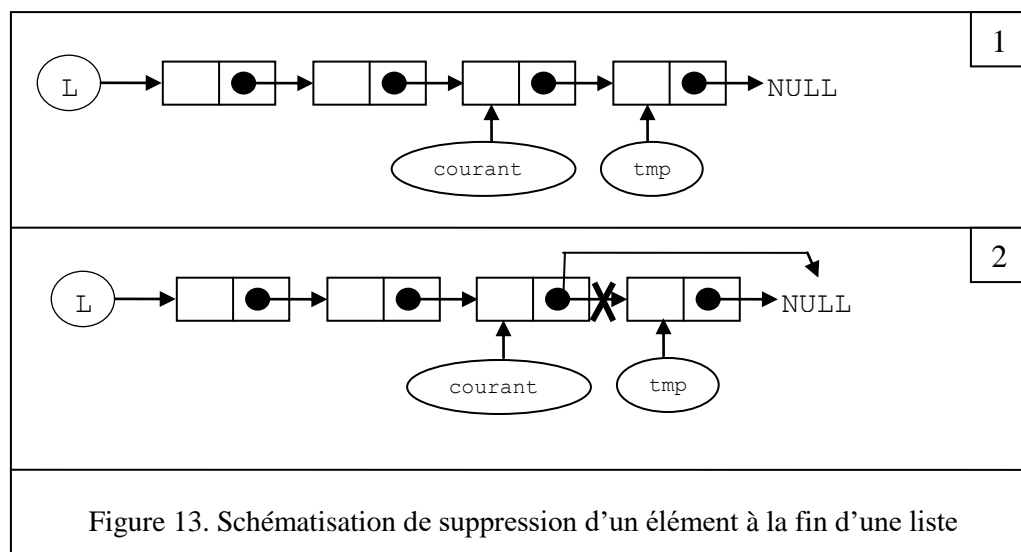 1
L
NULL
courant
tmp
2
L
NULL
courant
tmp
Figure 13. Schématisation de suppression d’un élément à la fin d’une liste